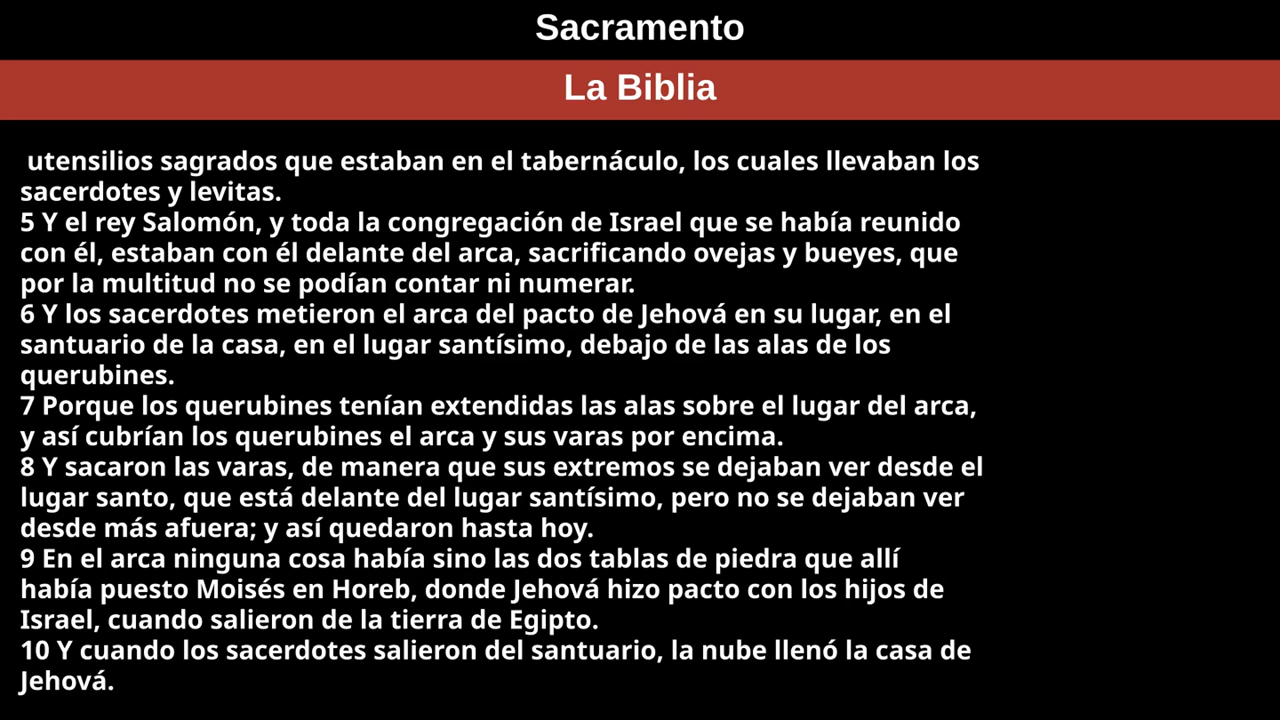 Sacramento
La Biblia
utensilios sagrados que estaban en el tabernáculo, los cuales llevaban los
sacerdotes y levitas.
5 Y el rey Salomón, y toda la congregación de Israel que se había reunido
con él, estaban con él delante del arca, sacrificando ovejas y bueyes, que
por la multitud no se podían contar ni numerar.
6 Y los sacerdotes metieron el arca del pacto de Jehová en su lugar, en el
santuario de la casa, en el lugar santísimo, debajo de las alas de los
querubines.
7 Porque los querubines tenían extendidas las alas sobre el lugar del arca,
y así cubrían los querubines el arca y sus varas por encima.
8 Y sacaron las varas, de manera que sus extremos se dejaban ver desde el
lugar santo, que está delante del lugar santísimo, pero no se dejaban ver
desde más afuera; y así quedaron hasta hoy.
9 En el arca ninguna cosa había sino las dos tablas de piedra que allí
había puesto Moisés en Horeb, donde Jehová hizo pacto con los hijos de
Israel, cuando salieron de la tierra de Egipto.
10 Y cuando los sacerdotes salieron del santuario, la nube llenó la casa de
Jehová.